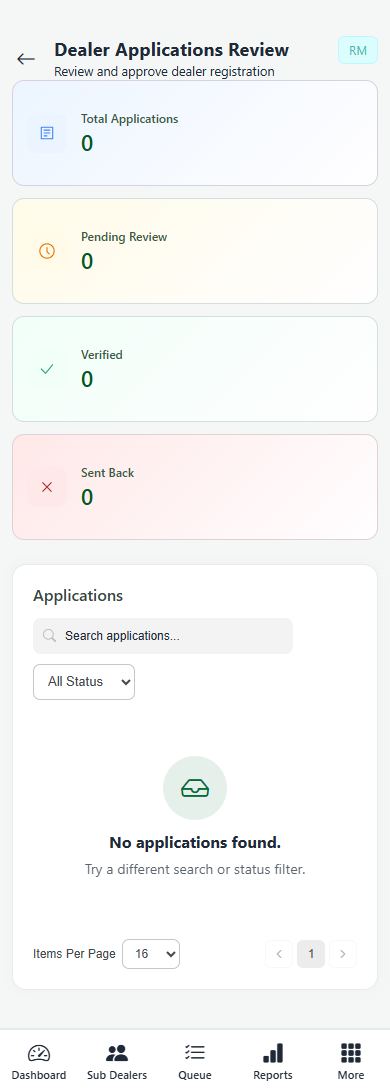 Dealer Applications Review
RM
Review and approve dealer registration
Total Applications
0
Pending Review
0
Verified
0
Sent Back
0
Applications
Search applications...
All Status
No applications found.
Try a different search or status filter.
Items Per Page 16 1
Dashboard Sub Dealers Queue Reports More